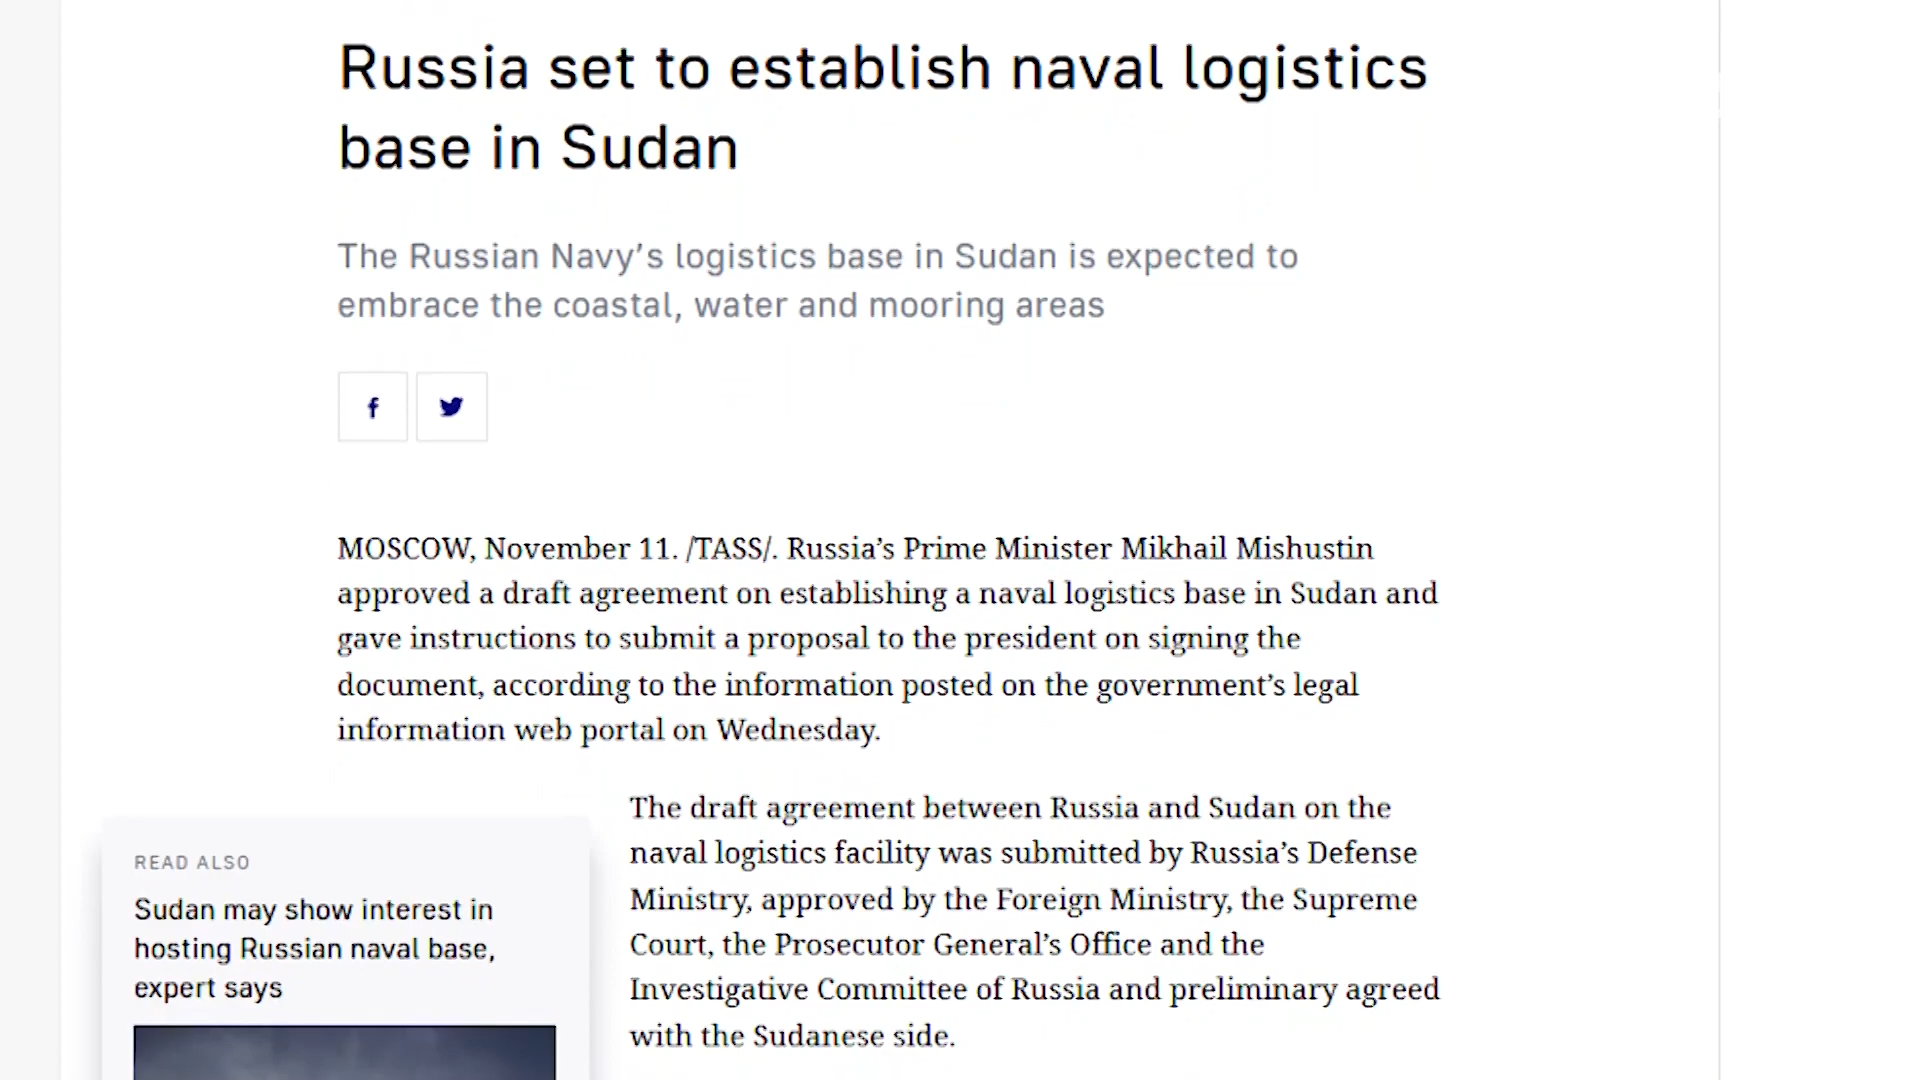 Russia set to establish naval logistics
base in Sudan
The Russian Navy’s logistics base in Sudan is expected to
embrace the coastal, water and mooring areas
MOSCOW, November 11. /TASS/. Russia’s Prime Minister Mikhail Mishustin
approved a draft agreement on establishing a naval logistics base in Sudan and
gave instructions to submit a proposal to the president on signing the
document, according to the information posted on the government’s legal
information web portal on Wednesday.
The draft agreement between Russia and Sudan on the
naval logistics facility was submitted by Russia’s Defense
Ministry, approved by the Foreign Ministry, the Supreme
Court, the Prosecutor General’s Office and the
Investigative Committee of Russia and preliminary agreed
with the Sudanese side.
READ ALSO
Sudan may show interest in
hosting Russian naval base,
expert says